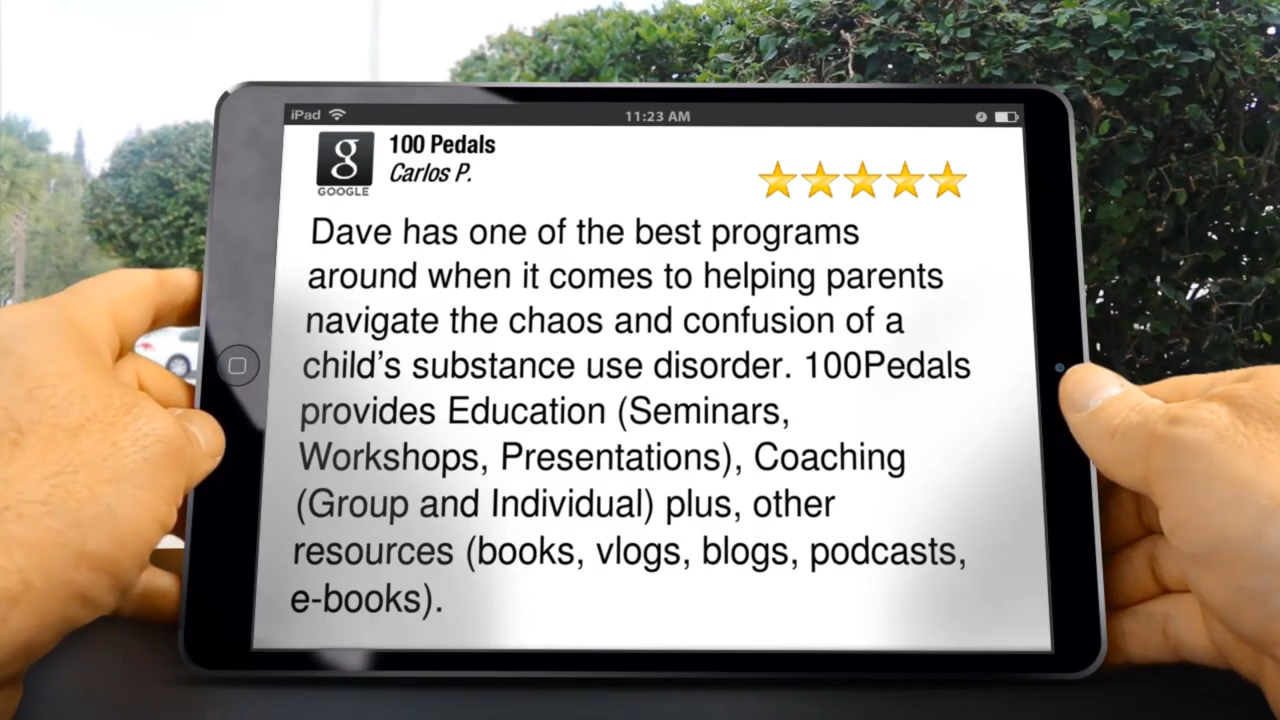 iPad 11:23 AM
100 Pedals
Carlos P.
GOOGLE
Dave has one of the best programs
around when it comes to helping parents
navigate the chaos and confusion of a
child’s substance use disorder. 100Pedals
provides Education (Seminars,
Workshops, Presentations), Coaching
(Group and Individual) plus, other
resources (books, vlogs, blogs, podcasts,
e-books).